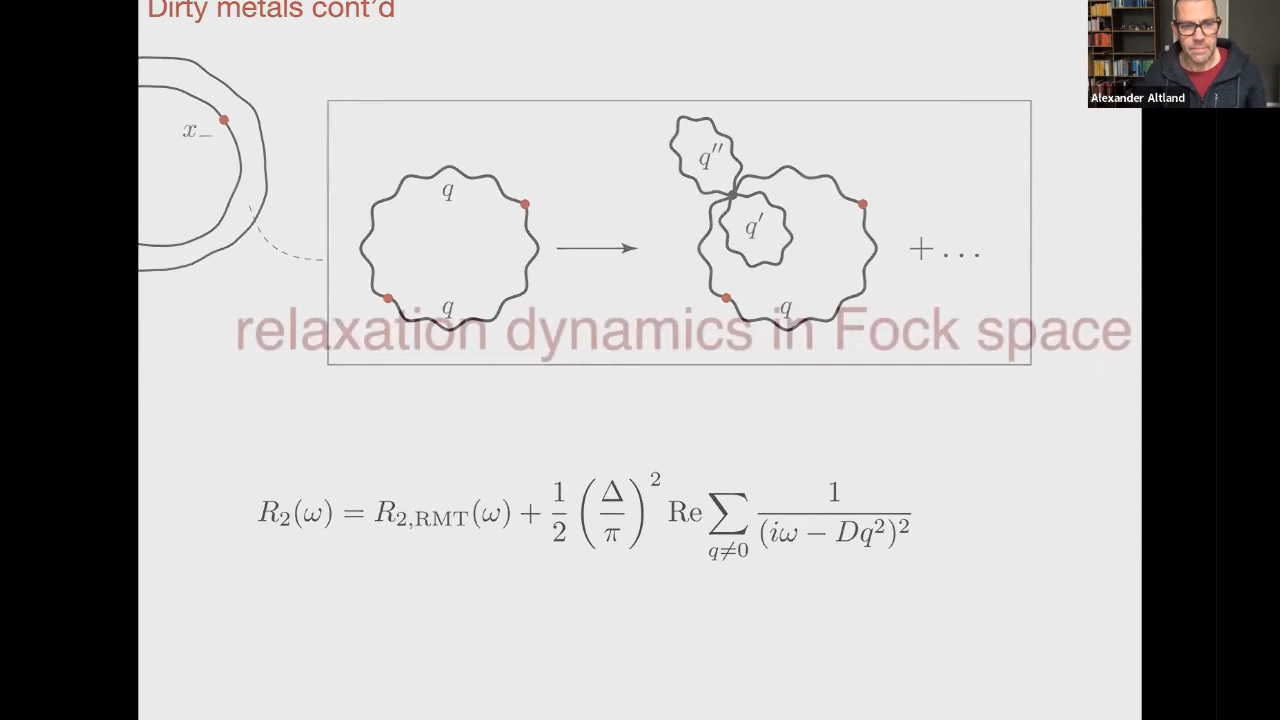 Dirty metals cont'd
Alexander Altland
x₋
q
q
q''
q'
q
+ . . .
relaxation dynamics in Fock space
R₂(ω) = R₂,RMT(ω) + 1/2 (Δ/π)² Re ∑_{q≠0} 1/(iω − Dq²)²